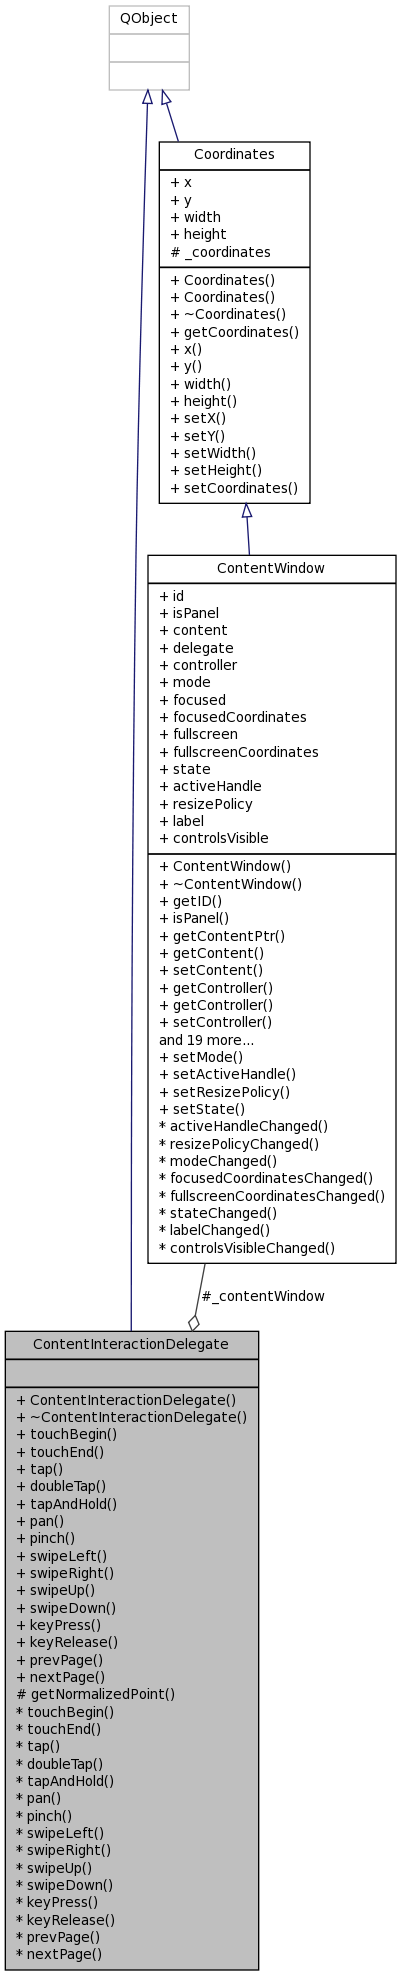 QObject
Coordinates
+ x
+ y
+ width
+ height
# _coordinates
+ Coordinates()
+ Coordinates()
+ ~Coordinates()
+ getCoordinates()
+ x()
+ y()
+ width()
+ height()
+ setX()
+ setY()
+ setWidth()
+ setHeight()
+ setCoordinates()
ContentWindow
+ id
+ isPanel
+ content
+ delegate
+ controller
+ mode
+ focused
+ focusedCoordinates
+ fullscreen
+ fullscreenCoordinates
+ state
+ activeHandle
+ resizePolicy
+ label
+ controlsVisible
+ ContentWindow()
+ ~ContentWindow()
+ getID()
+ isPanel()
+ getContentPtr()
+ getContent()
+ setContent()
+ getController()
+ getController()
+ setController()
and 19 more...
+ setMode()
+ setActiveHandle()
+ setResizePolicy()
+ setState()
* activeHandleChanged()
* resizePolicyChanged()
* modeChanged()
* focusedCoordinatesChanged()
* fullscreenCoordinatesChanged()
* stateChanged()
* labelChanged()
* controlsVisibleChanged()
#_contentWindow
ContentInteractionDelegate
+ ContentInteractionDelegate()
+ ~ContentInteractionDelegate()
+ touchBegin()
+ touchEnd()
+ tap()
+ doubleTap()
+ tapAndHold()
+ pan()
+ pinch()
+ swipeLeft()
+ swipeRight()
+ swipeUp()
+ swipeDown()
+ keyPress()
+ keyRelease()
+ prevPage()
+ nextPage()
# getNormalizedPoint()
* touchBegin()
* touchEnd()
* tap()
* doubleTap()
* tapAndHold()
* pan()
* pinch()
* swipeLeft()
* swipeRight()
* swipeUp()
* swipeDown()
* keyPress()
* keyRelease()
* prevPage()
* nextPage()